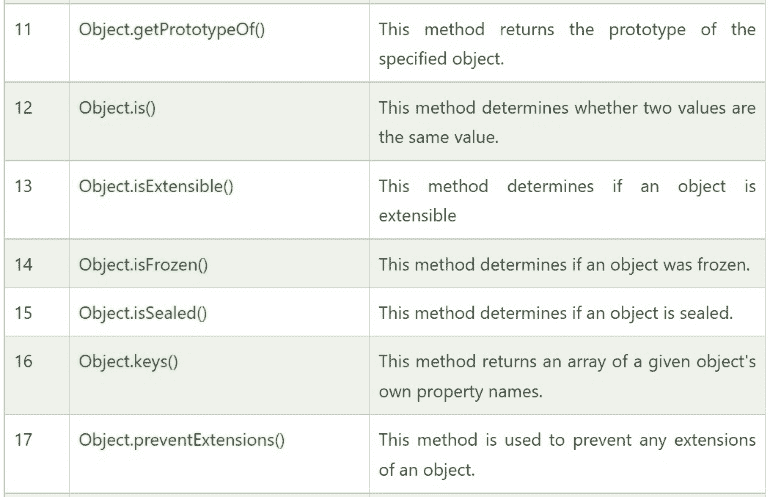 11 Object.getPrototypeOf() This method returns the prototype of the
specified object.
12 Object.is() This method determines whether two values are
the same value.
13 Object.isExtensible() This method determines if an object is
extensible
14 Object.isFrozen() This method determines if an object was frozen.
15 Object.isSealed() This method determines if an object is sealed.
16 Object.keys() This method returns an array of a given object's
own property names.
17 Object.preventExtensions() This method is used to prevent any extensions
of an object.